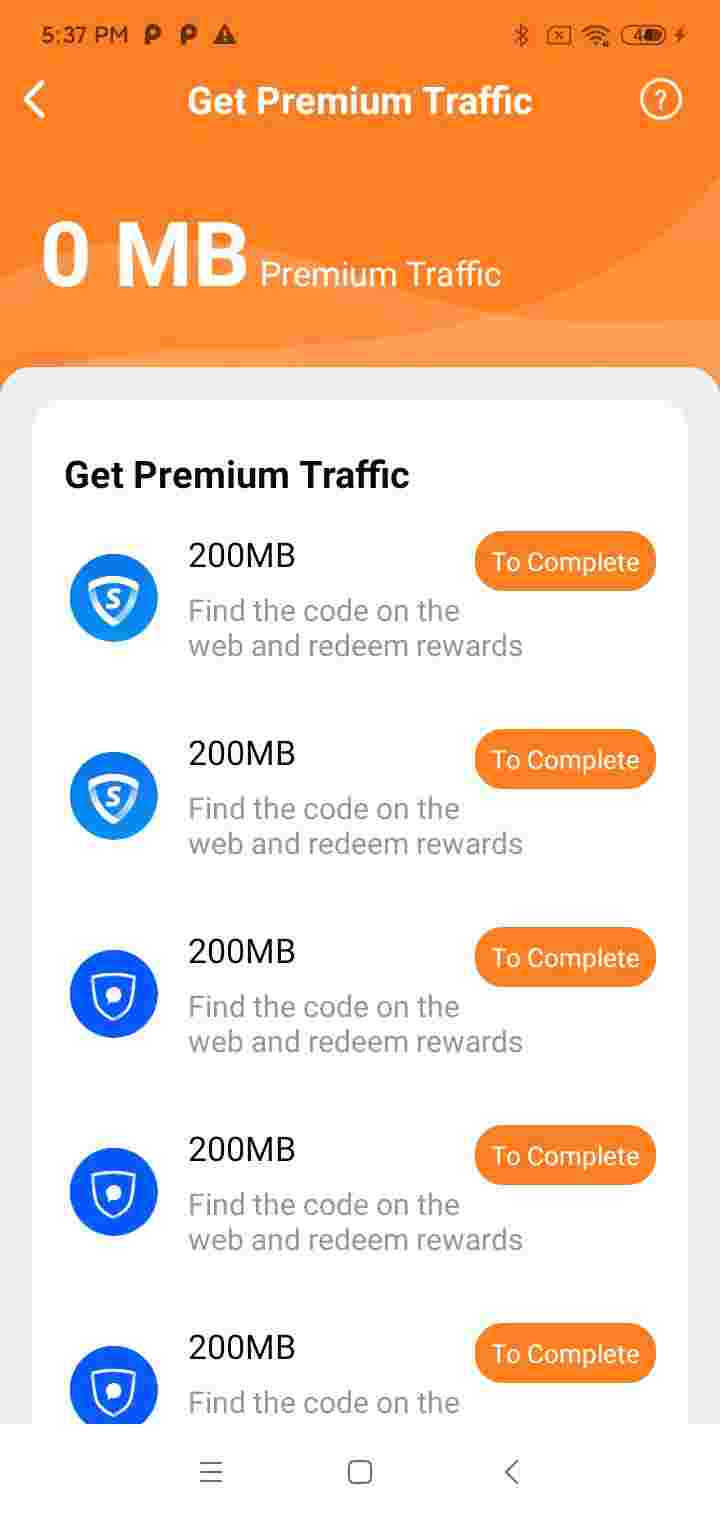 5:37 PM
Get Premium Traffic
?
0 MB Premium Traffic
Get Premium Traffic
200MB
To Complete
Find the code on the
web and redeem rewards
200MB
To Complete
Find the code on the
web and redeem rewards
200MB
To Complete
Find the code on the
web and redeem rewards
200MB
To Complete
Find the code on the
web and redeem rewards
200MB
To Complete
Find the code on the